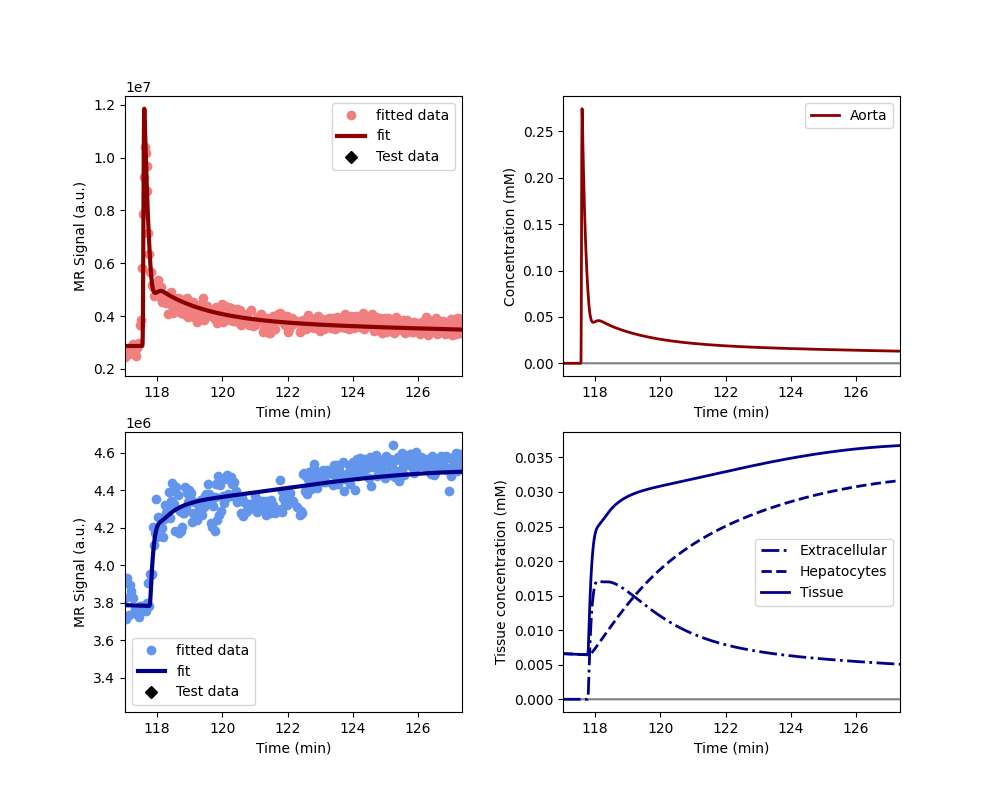 1e7
1.2
1.0
0.8
0.6
0.4
0.2
MR Signal (a.u.)
fitted data
fit
Test data
118 120 122 124 126
Time (min)
0.25
0.20
0.15
0.10
0.05
0.00
Concentration (mM)
Aorta
118 120 122 124 126
Time (min)
1e6
4.6
4.4
4.2
4.0
3.8
3.6
3.4
MR Signal (a.u.)
fitted data
fit
Test data
118 120 122 124 126
Time (min)
0.035
0.030
0.025
0.020
0.015
0.010
0.005
0.000
Tissue concentration (mM)
Extracellular
Hepatocytes
Tissue
118 120 122 124 126
Time (min)